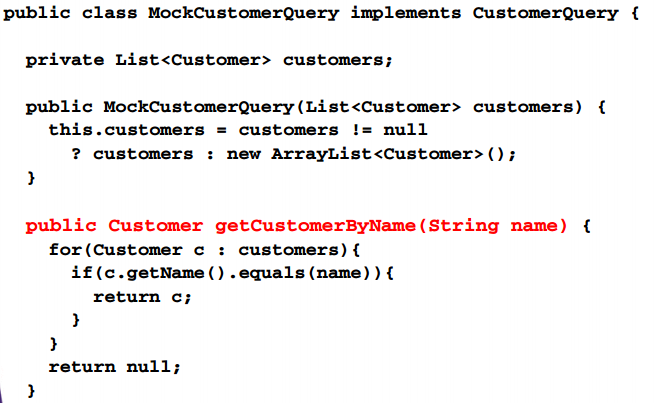 public class MockCustomerQuery implements CustomerQuery {
private List<Customer> customers;
public MockCustomerQuery(List<Customer> customers) {
this.customers = customers != null
? customers : new ArrayList<Customer>();
}
public Customer getCustomerByName(String name) {
for(Customer c : customers){
if(c.getName().equals(name)){
return c;
}
}
return null;
}